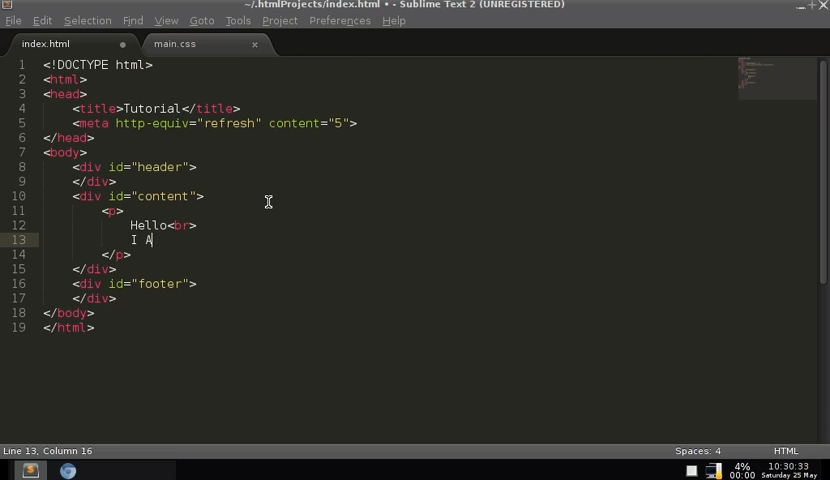 ~/.htmlProjects/index.html • - Sublime Text 2 (UNREGISTERED)
File Edit Selection Find View Goto Tools Project Preferences Help
index.html main.css
1 <!DOCTYPE html>
2 <html>
3 <head>
4 <title>Tutorial</title>
5 <meta http-equiv="refresh" content="5">
6 </head>
7 <body>
8 <div id="header">
9 </div>
10 <div id="content">
11 <p>
12 Hello<br>
13 I A
14 </p>
15 </div>
16 <div id="footer">
17 </div>
18 </body>
19 </html>
Line 13, Column 16 Spaces: 4 HTML
4% 10:30:33
00:00 Saturday 25 May